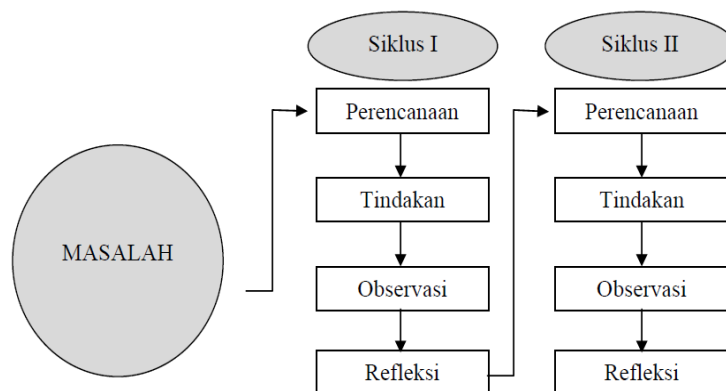 MASALAH
Siklus I
Perencanaan
Tindakan
Observasi
Refleksi
Siklus II
Perencanaan
Tindakan
Observasi
Refleksi